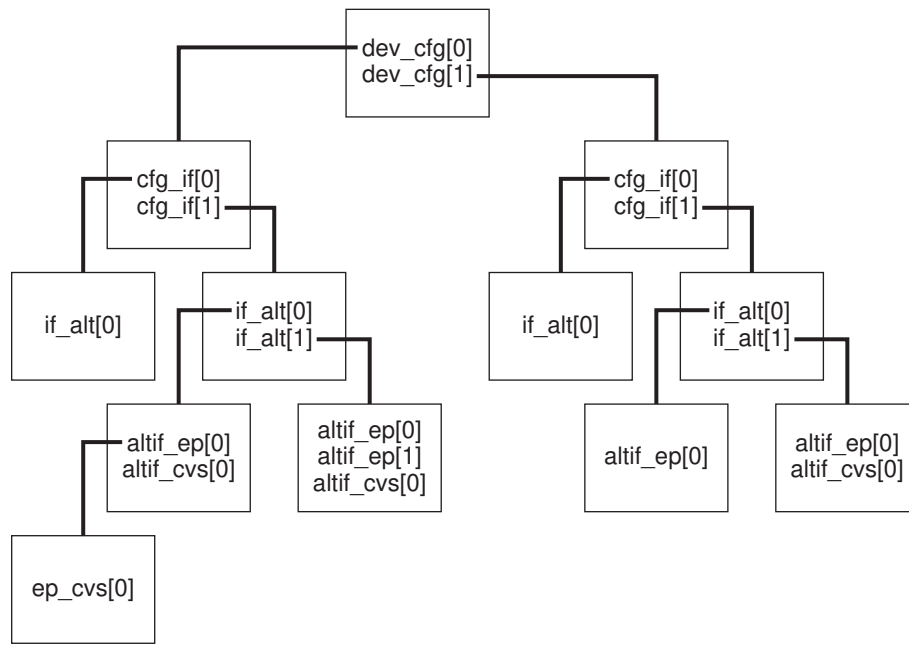 dev_cfg[0]
dev_cfg[1]
cfg_if[0]
cfg_if[1]
cfg_if[0]
cfg_if[1]
if_alt[0]
if_alt[0]
if_alt[1]
if_alt[0]
if_alt[0]
if_alt[1]
altif_ep[0]
altif_cvs[0]
altif_ep[0]
altif_ep[1]
altif_cvs[0]
altif_ep[0]
altif_ep[0]
altif_cvs[0]
ep_cvs[0]